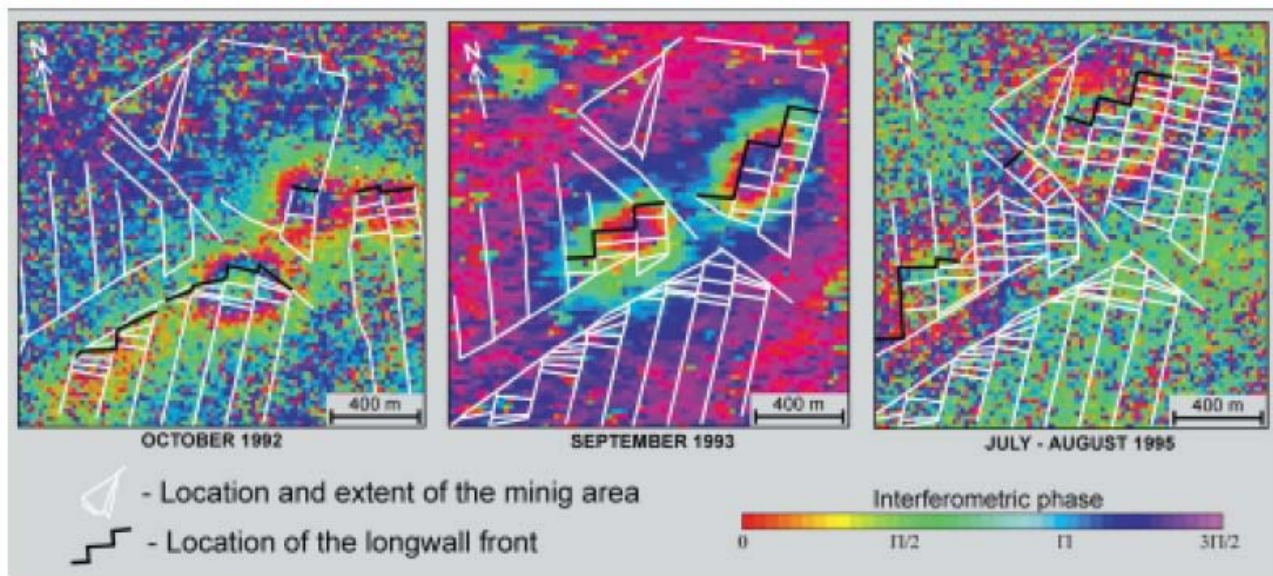 N
N
N
400 m
400 m
400 m
OCTOBER 1992
SEPTEMBER 1993
JULY - AUGUST 1995
- Location and extent of the minig area
- Location of the longwall front
Interferometric phase
0 Π/2 Π 3Π/2